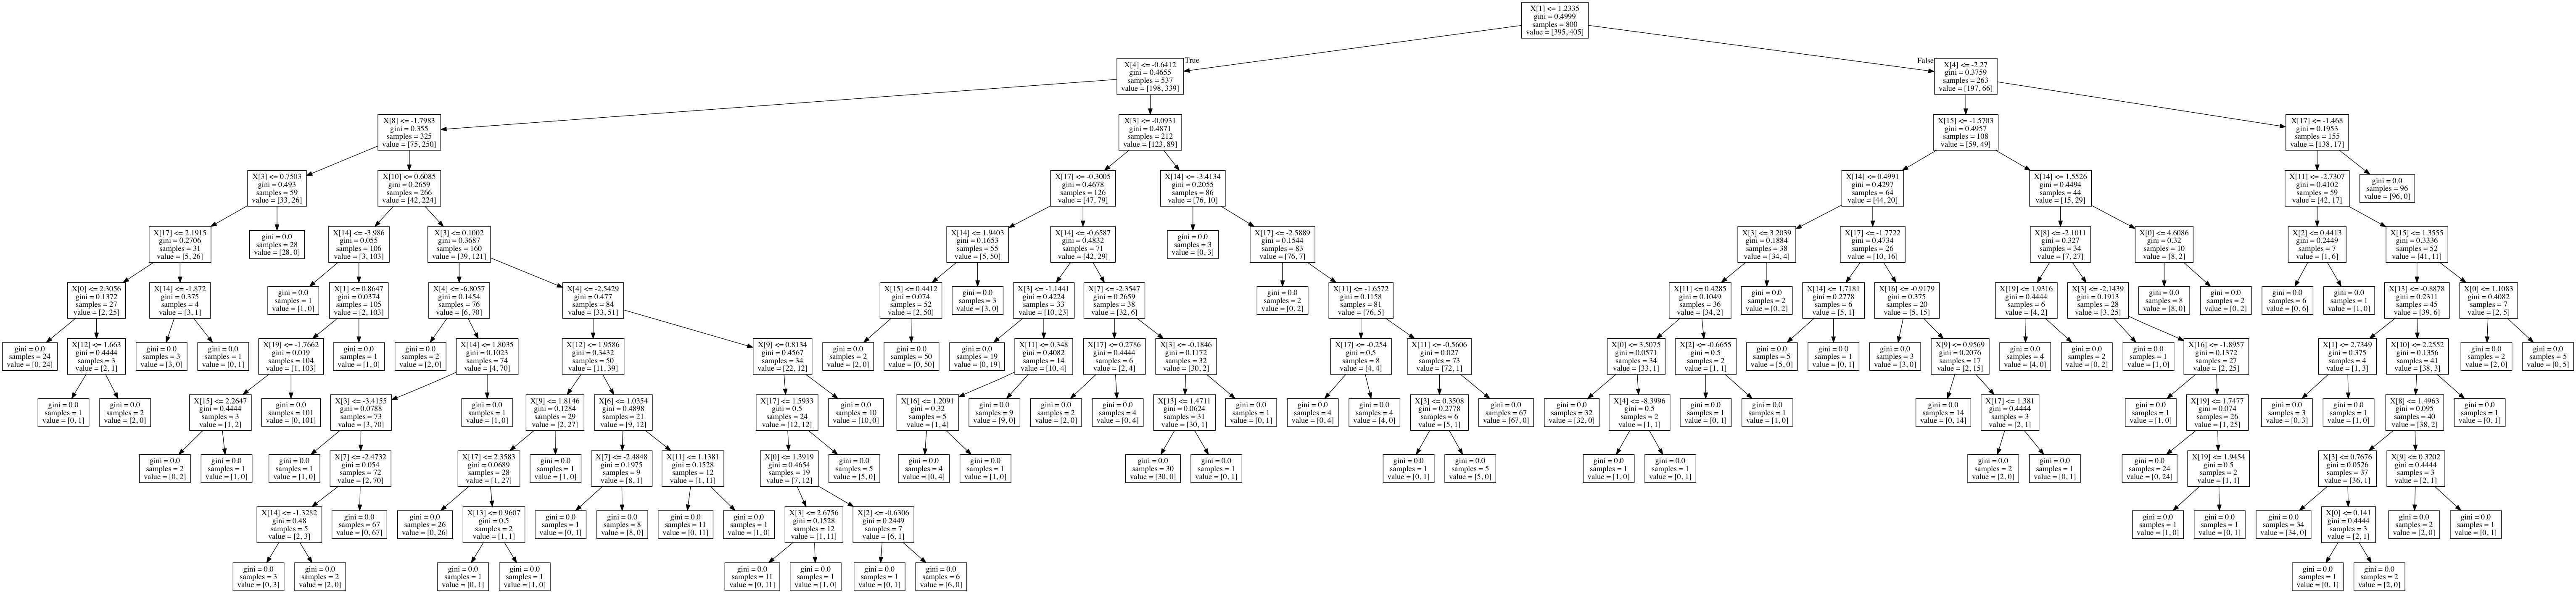 X[1] <= 1.2335
gini = 0.4999
samples = 800
value = [395, 405]
True
False
X[4] <= -0.6412
gini = 0.4655
samples = 537
value = [198, 339]
X[4] <= -2.27
gini = 0.3759
samples = 263
value = [197, 66]
X[8] <= -1.7983
gini = 0.355
samples = 325
value = [75, 250]
X[3] <= -0.0931
gini = 0.4871
samples = 212
value = [123, 89]
X[15] <= -1.5703
gini = 0.4957
samples = 108
value = [59, 49]
X[17] <= -1.468
gini = 0.1953
samples = 155
value = [138, 17]
X[3] <= 0.7503
gini = 0.493
samples = 59
value = [33, 26]
X[10] <= 0.6085
gini = 0.2659
samples = 266
value = [42, 224]
X[17] <= -0.3005
gini = 0.4678
samples = 126
value = [47, 79]
X[14] <= -3.4134
gini = 0.2055
samples = 86
value = [76, 10]
X[14] <= 0.4991
gini = 0.4297
samples = 64
value = [44, 20]
X[14] <= 1.5526
gini = 0.4494
samples = 44
value = [15, 29]
X[11] <= -2.7307
gini = 0.4102
samples = 59
value = [42, 17]
gini = 0.0
samples = 96
value = [96, 0]
X[17] <= 2.1915
gini = 0.2706
samples = 31
value = [5, 26]
gini = 0.0
samples = 28
value = [28, 0]
X[14] <= -3.986
gini = 0.055
samples = 106
value = [3, 103]
X[3] <= 0.1002
gini = 0.3687
samples = 160
value = [39, 121]
X[14] <= 1.9403
gini = 0.1653
samples = 55
value = [5, 50]
X[14] <= -0.6587
gini = 0.4832
samples = 71
value = [42, 29]
gini = 0.0
samples = 3
value = [0, 3]
X[17] <= -2.5889
gini = 0.1544
samples = 83
value = [76, 7]
X[3] <= 3.2039
gini = 0.1884
samples = 38
value = [34, 4]
X[17] <= -1.7722
gini = 0.4734
samples = 26
value = [10, 16]
X[8] <= -2.1011
gini = 0.327
samples = 34
value = [7, 27]
X[0] <= 4.6086
gini = 0.32
samples = 10
value = [8, 2]
X[2] <= 0.4413
gini = 0.2449
samples = 7
value = [1, 6]
X[15] <= 1.3555
gini = 0.3336
samples = 52
value = [41, 11]
X[0] <= 2.3056
gini = 0.1372
samples = 27
value = [2, 25]
X[14] <= -1.872
gini = 0.375
samples = 4
value = [3, 1]
gini = 0.0
samples = 1
value = [1, 0]
X[1] <= 0.8647
gini = 0.0374
samples = 105
value = [2, 103]
X[4] <= -6.8057
gini = 0.1454
samples = 76
value = [6, 70]
X[4] <= -2.5429
gini = 0.477
samples = 84
value = [33, 51]
X[15] <= 0.4412
gini = 0.074
samples = 52
value = [2, 50]
gini = 0.0
samples = 3
value = [3, 0]
X[3] <= -1.1441
gini = 0.4224
samples = 33
value = [10, 23]
X[7] <= -2.3547
gini = 0.2659
samples = 38
value = [32, 6]
gini = 0.0
samples = 2
value = [0, 2]
X[11] <= -1.6572
gini = 0.1158
samples = 81
value = [76, 5]
X[11] <= 0.4285
gini = 0.1049
samples = 36
value = [34, 2]
gini = 0.0
samples = 2
value = [0, 2]
X[14] <= 1.7181
gini = 0.2778
samples = 6
value = [5, 1]
X[16] <= -0.9179
gini = 0.375
samples = 20
value = [5, 15]
X[19] <= 1.9316
gini = 0.4444
samples = 6
value = [4, 2]
X[3] <= -2.1439
gini = 0.1913
samples = 28
value = [3, 25]
gini = 0.0
samples = 8
value = [8, 0]
gini = 0.0
samples = 2
value = [0, 2]
gini = 0.0
samples = 6
value = [0, 6]
gini = 0.0
samples = 1
value = [1, 0]
X[13] <= -0.8878
gini = 0.2311
samples = 45
value = [39, 6]
X[0] <= 1.1083
gini = 0.4082
samples = 7
value = [2, 5]
gini = 0.0
samples = 24
value = [0, 24]
X[12] <= 1.663
gini = 0.4444
samples = 3
value = [2, 1]
gini = 0.0
samples = 3
value = [3, 0]
gini = 0.0
samples = 1
value = [0, 1]
X[19] <= -1.7662
gini = 0.019
samples = 104
value = [1, 103]
gini = 0.0
samples = 1
value = [1, 0]
gini = 0.0
samples = 2
value = [2, 0]
X[14] <= 1.8035
gini = 0.1023
samples = 74
value = [4, 70]
X[12] <= 1.9586
gini = 0.3432
samples = 50
value = [11, 39]
X[9] <= 0.8134
gini = 0.4567
samples = 34
value = [22, 12]
gini = 0.0
samples = 2
value = [2, 0]
gini = 0.0
samples = 50
value = [0, 50]
gini = 0.0
samples = 19
value = [0, 19]
X[11] <= 0.348
gini = 0.4082
samples = 14
value = [10, 4]
X[17] <= 0.2786
gini = 0.4444
samples = 6
value = [2, 4]
X[3] <= -0.1846
gini = 0.1172
samples = 32
value = [30, 2]
X[17] <= -0.254
gini = 0.5
samples = 8
value = [4, 4]
X[11] <= -0.5606
gini = 0.027
samples = 73
value = [72, 1]
X[0] <= 3.5075
gini = 0.0571
samples = 34
value = [33, 1]
X[2] <= -0.6655
gini = 0.5
samples = 2
value = [1, 1]
gini = 0.0
samples = 5
value = [5, 0]
gini = 0.0
samples = 1
value = [0, 1]
gini = 0.0
samples = 3
value = [3, 0]
X[9] <= 0.9569
gini = 0.2076
samples = 17
value = [2, 15]
gini = 0.0
samples = 4
value = [4, 0]
gini = 0.0
samples = 2
value = [0, 2]
gini = 0.0
samples = 1
value = [1, 0]
X[16] <= -1.8957
gini = 0.1372
samples = 27
value = [2, 25]
X[1] <= 2.7349
gini = 0.375
samples = 4
value = [1, 3]
X[10] <= 2.2552
gini = 0.1356
samples = 41
value = [38, 3]
gini = 0.0
samples = 2
value = [2, 0]
gini = 0.0
samples = 5
value = [0, 5]
gini = 0.0
samples = 1
value = [0, 1]
gini = 0.0
samples = 2
value = [2, 0]
X[15] <= 2.2647
gini = 0.4444
samples = 3
value = [1, 2]
gini = 0.0
samples = 101
value = [0, 101]
X[3] <= -3.4155
gini = 0.0788
samples = 73
value = [3, 70]
gini = 0.0
samples = 1
value = [1, 0]
X[9] <= 1.8146
gini = 0.1284
samples = 29
value = [2, 27]
X[6] <= 1.0354
gini = 0.4898
samples = 21
value = [9, 12]
X[17] <= 1.5933
gini = 0.5
samples = 24
value = [12, 12]
gini = 0.0
samples = 10
value = [10, 0]
X[16] <= 1.2091
gini = 0.32
samples = 5
value = [1, 4]
gini = 0.0
samples = 9
value = [9, 0]
gini = 0.0
samples = 2
value = [2, 0]
gini = 0.0
samples = 4
value = [0, 4]
X[13] <= 1.4711
gini = 0.0624
samples = 31
value = [30, 1]
gini = 0.0
samples = 1
value = [0, 1]
gini = 0.0
samples = 4
value = [0, 4]
gini = 0.0
samples = 4
value = [4, 0]
X[3] <= 0.3508
gini = 0.2778
samples = 6
value = [5, 1]
gini = 0.0
samples = 67
value = [67, 0]
gini = 0.0
samples = 32
value = [32, 0]
X[4] <= -8.3996
gini = 0.5
samples = 2
value = [1, 1]
gini = 0.0
samples = 1
value = [0, 1]
gini = 0.0
samples = 1
value = [1, 0]
gini = 0.0
samples = 14
value = [0, 14]
X[17] <= 1.381
gini = 0.4444
samples = 3
value = [2, 1]
gini = 0.0
samples = 1
value = [1, 0]
X[19] <= 1.7477
gini = 0.074
samples = 26
value = [1, 25]
gini = 0.0
samples = 3
value = [0, 3]
gini = 0.0
samples = 1
value = [1, 0]
X[8] <= 1.4963
gini = 0.095
samples = 40
value = [38, 2]
gini = 0.0
samples = 1
value = [0, 1]
gini = 0.0
samples = 2
value = [0, 2]
gini = 0.0
samples = 1
value = [1, 0]
gini = 0.0
samples = 1
value = [1, 0]
X[7] <= -2.4732
gini = 0.054
samples = 72
value = [2, 70]
X[17] <= 2.3583
gini = 0.0689
samples = 28
value = [1, 27]
gini = 0.0
samples = 1
value = [1, 0]
X[7] <= -2.4848
gini = 0.1975
samples = 9
value = [8, 1]
X[11] <= 1.1381
gini = 0.1528
samples = 12
value = [1, 11]
X[0] <= 1.3919
gini = 0.4654
samples = 19
value = [7, 12]
gini = 0.0
samples = 5
value = [5, 0]
gini = 0.0
samples = 4
value = [0, 4]
gini = 0.0
samples = 1
value = [1, 0]
gini = 0.0
samples = 30
value = [30, 0]
gini = 0.0
samples = 1
value = [0, 1]
gini = 0.0
samples = 1
value = [0, 1]
gini = 0.0
samples = 5
value = [5, 0]
gini = 0.0
samples = 1
value = [1, 0]
gini = 0.0
samples = 1
value = [0, 1]
gini = 0.0
samples = 2
value = [2, 0]
gini = 0.0
samples = 1
value = [0, 1]
gini = 0.0
samples = 24
value = [0, 24]
X[19] <= 1.9454
gini = 0.5
samples = 2
value = [1, 1]
X[3] <= 0.7676
gini = 0.0526
samples = 37
value = [36, 1]
X[9] <= 0.3202
gini = 0.4444
samples = 3
value = [2, 1]
X[14] <= -1.3282
gini = 0.48
samples = 5
value = [2, 3]
gini = 0.0
samples = 67
value = [0, 67]
gini = 0.0
samples = 26
value = [0, 26]
X[13] <= 0.9607
gini = 0.5
samples = 2
value = [1, 1]
gini = 0.0
samples = 1
value = [0, 1]
gini = 0.0
samples = 8
value = [8, 0]
gini = 0.0
samples = 11
value = [0, 11]
gini = 0.0
samples = 1
value = [1, 0]
X[3] <= 2.6756
gini = 0.1528
samples = 12
value = [1, 11]
X[2] <= -0.6306
gini = 0.2449
samples = 7
value = [6, 1]
gini = 0.0
samples = 1
value = [1, 0]
gini = 0.0
samples = 1
value = [0, 1]
gini = 0.0
samples = 34
value = [34, 0]
X[0] <= 0.141
gini = 0.4444
samples = 3
value = [2, 1]
gini = 0.0
samples = 2
value = [2, 0]
gini = 0.0
samples = 1
value = [0, 1]
gini = 0.0
samples = 3
value = [0, 3]
gini = 0.0
samples = 2
value = [2, 0]
gini = 0.0
samples = 1
value = [0, 1]
gini = 0.0
samples = 1
value = [1, 0]
gini = 0.0
samples = 11
value = [0, 11]
gini = 0.0
samples = 1
value = [1, 0]
gini = 0.0
samples = 1
value = [0, 1]
gini = 0.0
samples = 6
value = [6, 0]
gini = 0.0
samples = 1
value = [0, 1]
gini = 0.0
samples = 2
value = [2, 0]